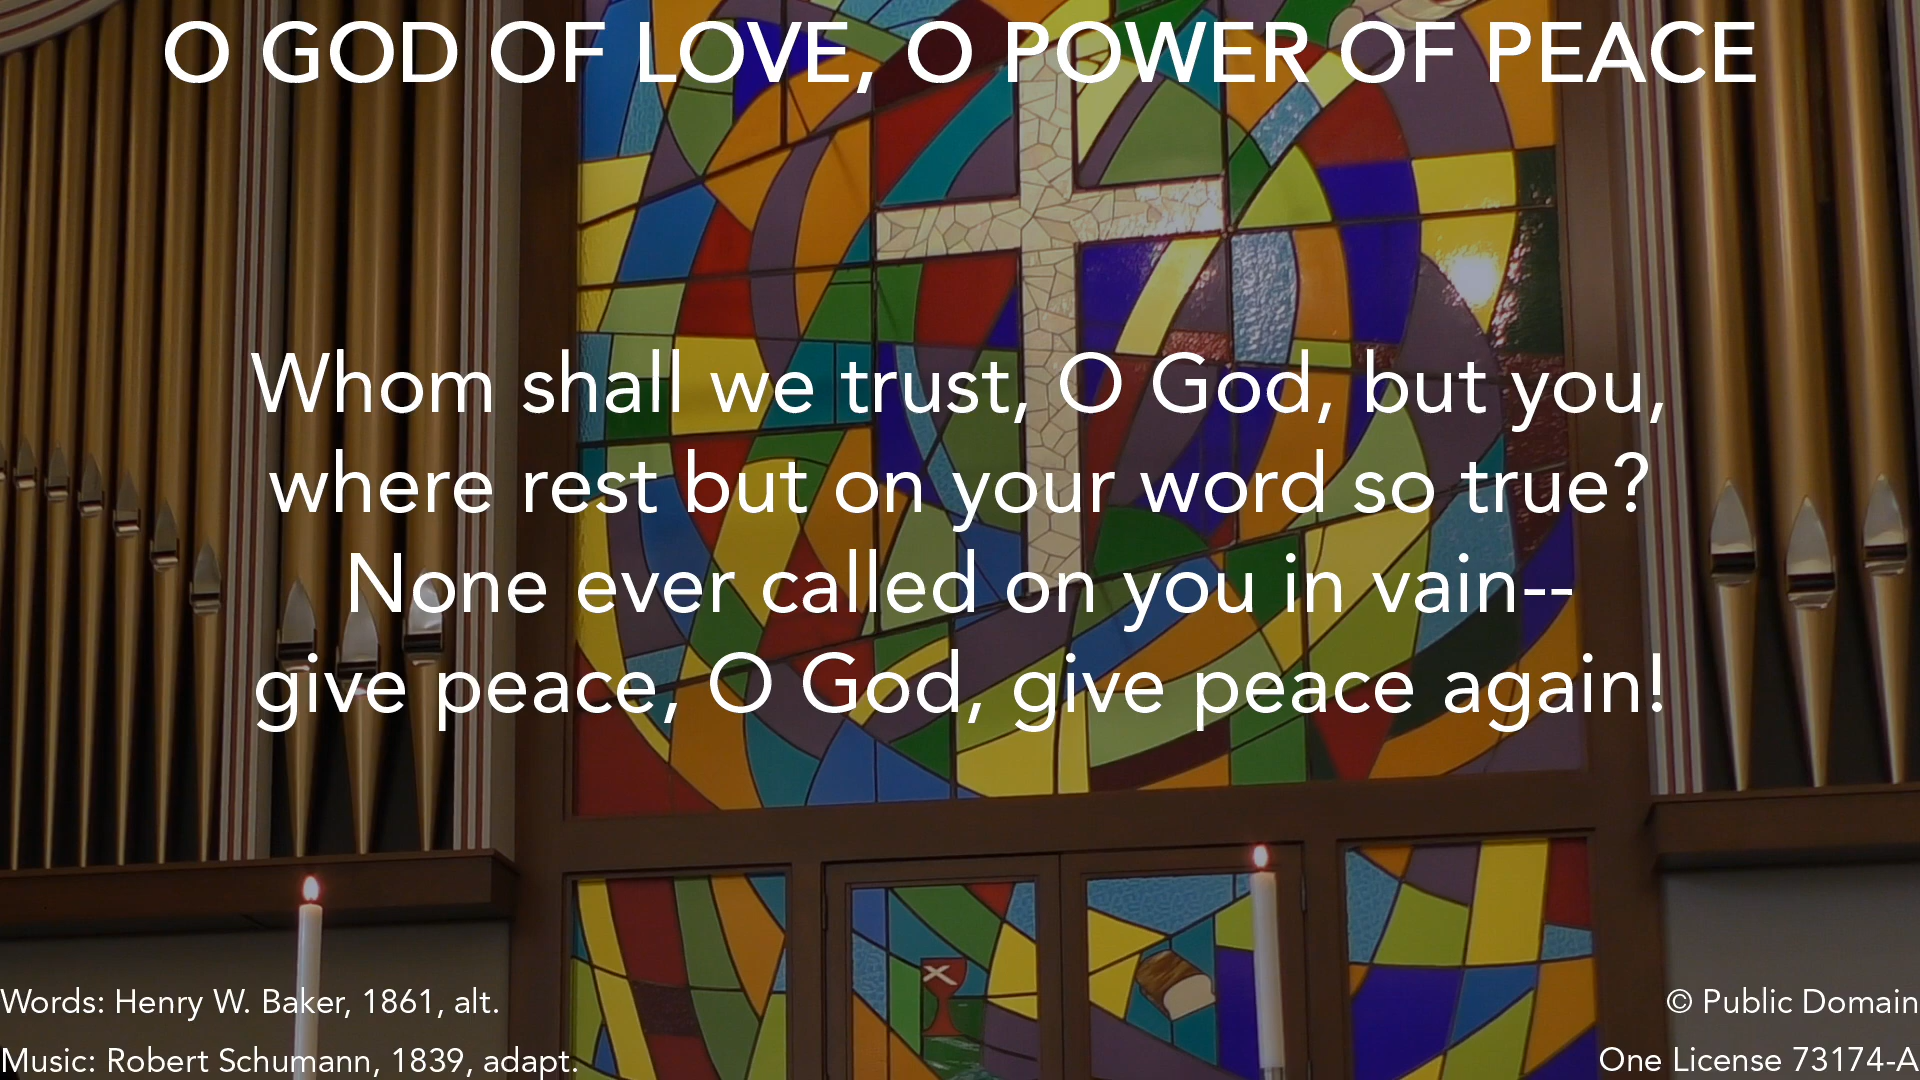 O GOD OF LOVE, O POWER OF PEACE
Whom shall we trust, O God, but you,
where rest but on your word so true?
None ever called on you in vain--
give peace, O God, give peace again!
Words: Henry W. Baker, 1861, alt.
Music: Robert Schumann, 1839, adapt.
© Public Domain
One License 73174-A